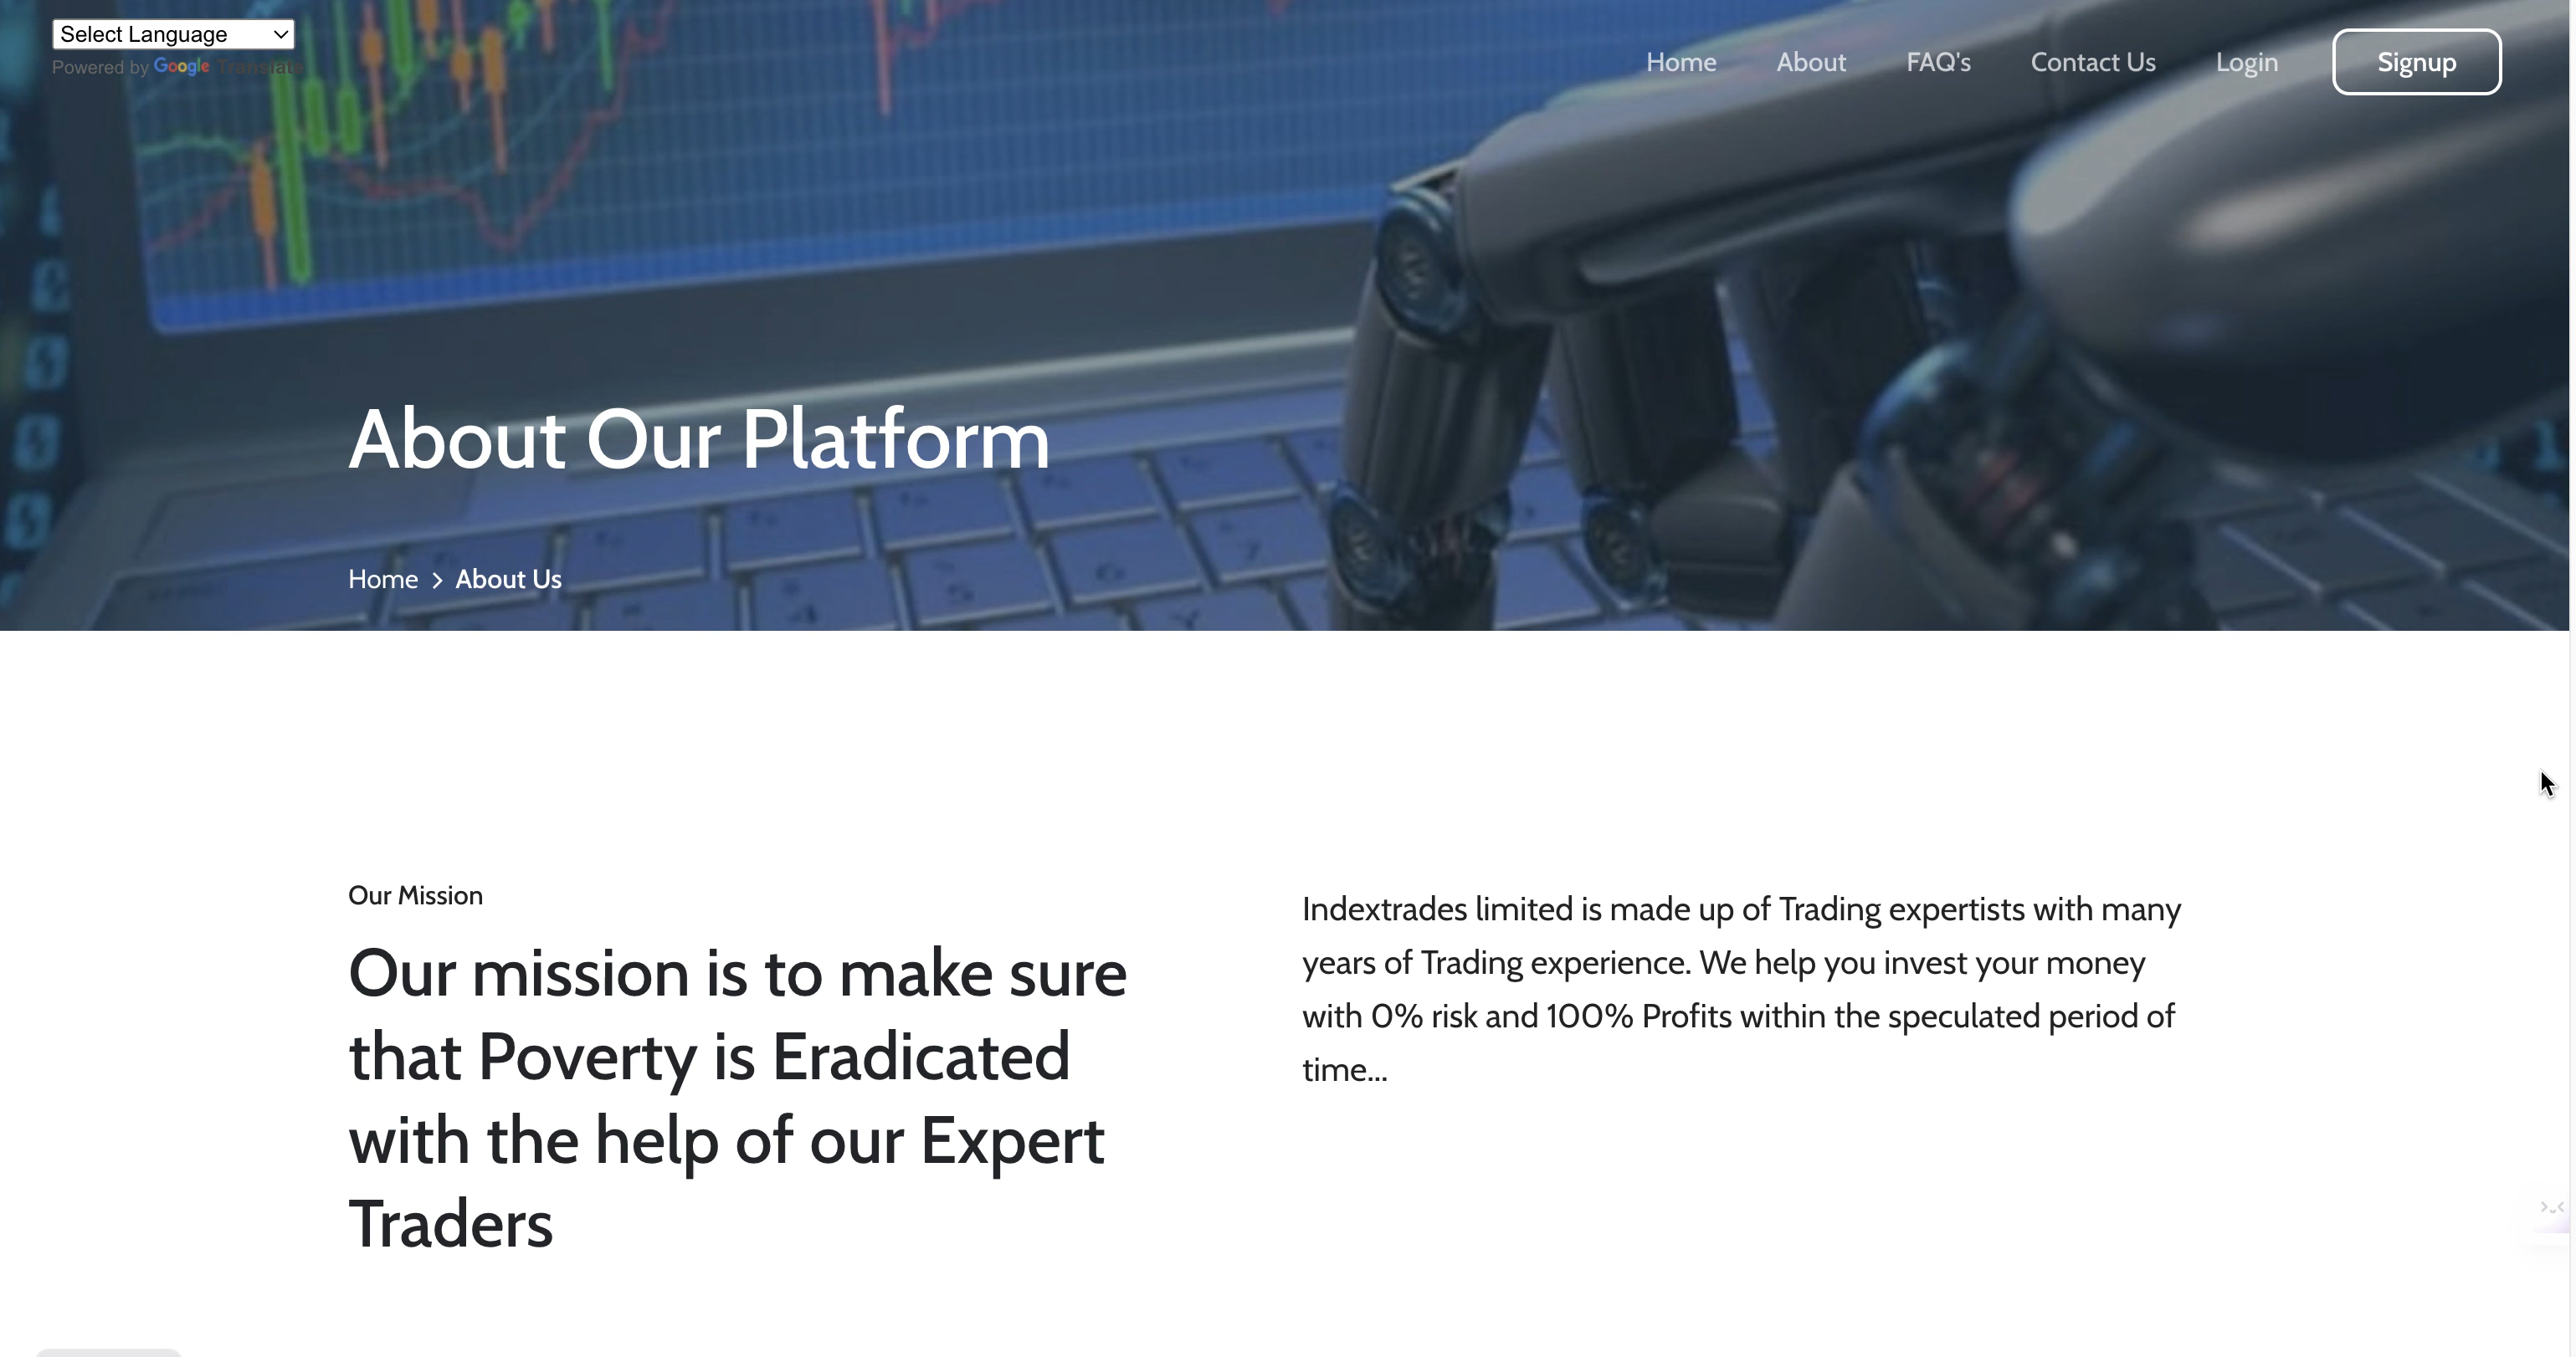 Select Language
Powered by Google Translate
Home About FAQ's Contact Us Login Signup
About Our Platform
Home > About Us
Our Mission
Our mission is to make sure
that Poverty is Eradicated
with the help of our Expert
Traders
Indextrades limited is made up of Trading expertists with many
years of Trading experience. We help you invest your money
with 0% risk and 100% Profits within the speculated period of
time...